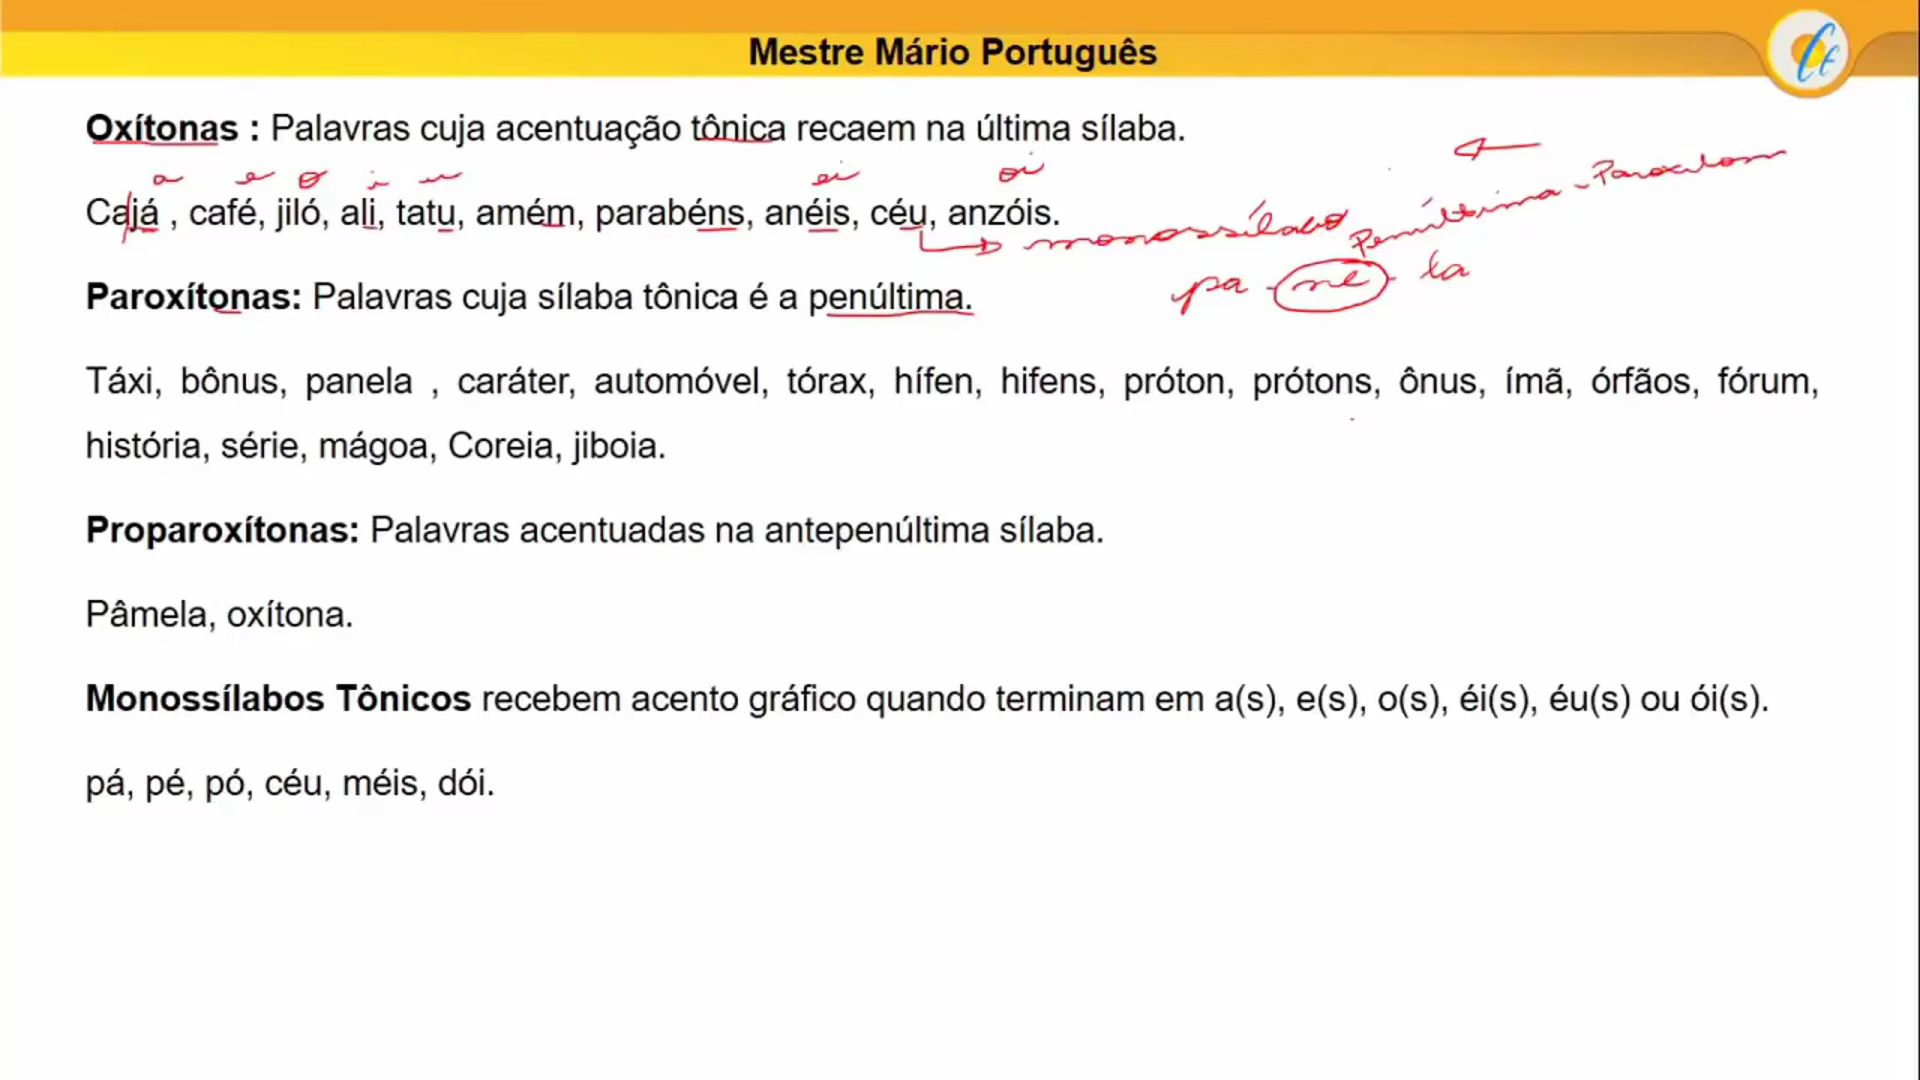 Mestre Mário Português
Oxítonas : Palavras cuja acentuação tônica recaem na última sílaba.
a e o i u ei oi
Cajá , café, jiló, ali, tatu, amém, parabéns, anéis, céu, anzóis.
monossílabo
Penúltima - Paroxítona
pa - ne - la
Paroxítonas: Palavras cuja sílaba tônica é a penúltima.
Táxi, bônus, panela , caráter, automóvel, tórax, hífen, hifens, próton, prótons, ônus, ímã, órfãos, fórum,
história, série, mágoa, Coreia, jiboia.
Proparoxítonas: Palavras acentuadas na antepenúltima sílaba.
Pâmela, oxítona.
Monossílabos Tônicos recebem acento gráfico quando terminam em a(s), e(s), o(s), éi(s), éu(s) ou ói(s).
pá, pé, pó, céu, méis, dói.